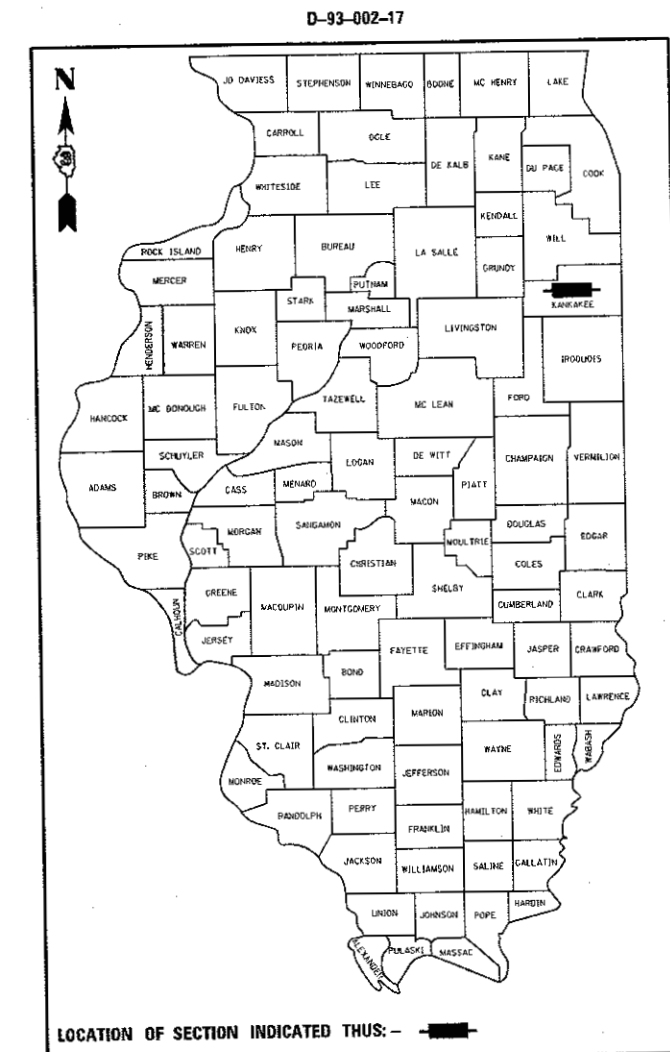 D-93-002-17
N
JO DAVIESS STEPHENSON WINNEBAGO BOONE MC HENRY LAKE
CARROLL OGLE DE KALB KANE DU PAGE COOK
WHITESIDE LEE KENDALL WILL
ROCK ISLAND HENRY BUREAU LA SALLE GRUNDY
MERCER STARK PUTNAM MARSHALL KANKAKEE
HENDERSON WARREN KNOX PEORIA WOODFORD LIVINGSTON IROQUOIS
HANCOCK MC DONOUGH FULTON TAZEWELL MC LEAN FORD
MASON
SCHUYLER LOGAN DE WITT CHAMPAIGN VERMILION
ADAMS BROWN CASS MENARD MACON PIATT
MORGAN SANGAMON MOULTRIE DOUGLAS EDGAR
PIKE SCOTT CHRISTIAN COLES
GREENE SHELBY CUMBERLAND CLARK
CALHOUN MACOUPIN MONTGOMERY
JERSEY FAYETTE EFFINGHAM JASPER CRAWFORD
MADISON BOND CLAY RICHLAND LAWRENCE
CLINTON MARION
ST. CLAIR WAYNE EDWARDS WABASH
WASHINGTON JEFFERSON
MONROE
RANDOLPH PERRY HAMILTON WHITE
FRANKLIN
JACKSON WILLIAMSON SALINE GALLATIN
UNION JOHNSON POPE HARDIN
ALEXANDER PULASKI MASSAC
LOCATION OF SECTION INDICATED THUS: -